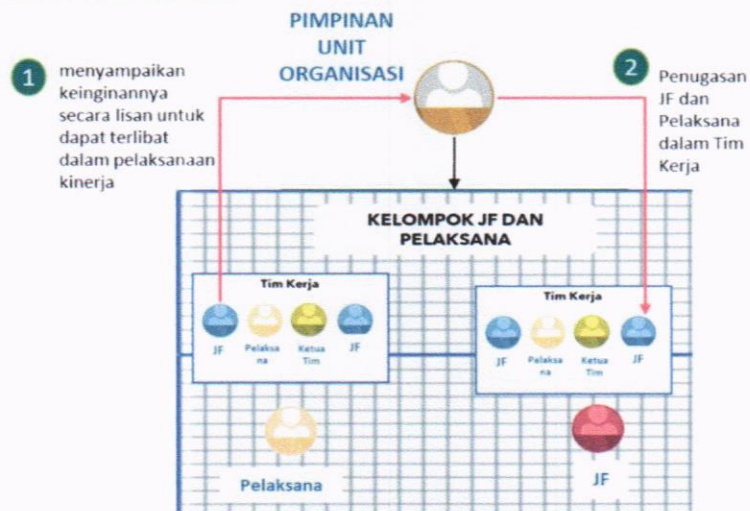 PIMPINAN
UNIT
ORGANISASI
1
menyampaikan
keinginannya
secara lisan untuk
dapat terlibat
dalam pelaksanaan
kinerja
2
Penugasan
JF dan
Pelaksana
dalam Tim
Kerja
KELOMPOK JF DAN
PELAKSANA
Tim Kerja
JF
Pelaksa
na
Ketua
Tim
JF
Tim Kerja
JF
Pelaksa
na
Ketua
Tim
JF
Pelaksana
JF